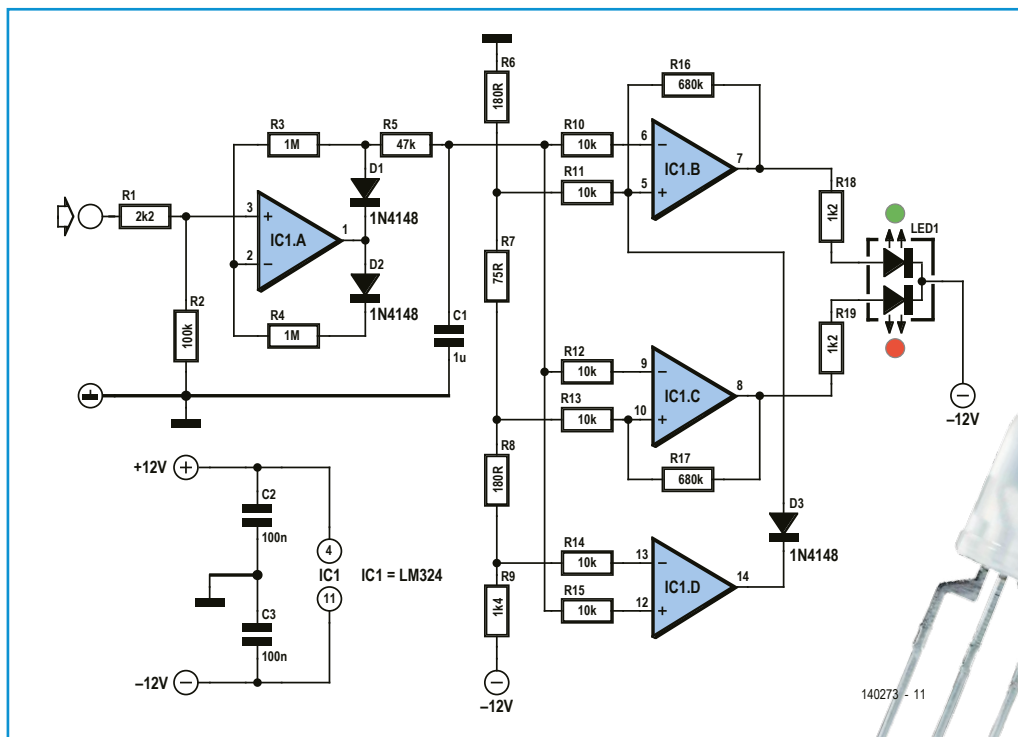 R1
2k2
R2
100k
R3
1M
R4
1M
R5
47k
D1
1N4148
D2
1N4148
3
+
2
−
1
IC1.A
C1
1u
R6
180R
R7
75R
R8
180R
R9
1k4
−12V
R10
10k
R11
10k
R12
10k
R13
10k
R14
10k
R15
10k
R16
680k
6
−
5
+
7
IC1.B
9
−
10
+
8
IC1.C
R17
680k
13
−
12
+
14
IC1.D
D3
1N4148
R18
1k2
R19
1k2
LED1
−
−12V
+12V
+
C2
100n
C3
100n
4
IC1
11
IC1 = LM324
−12V
−
−
140273 - 11